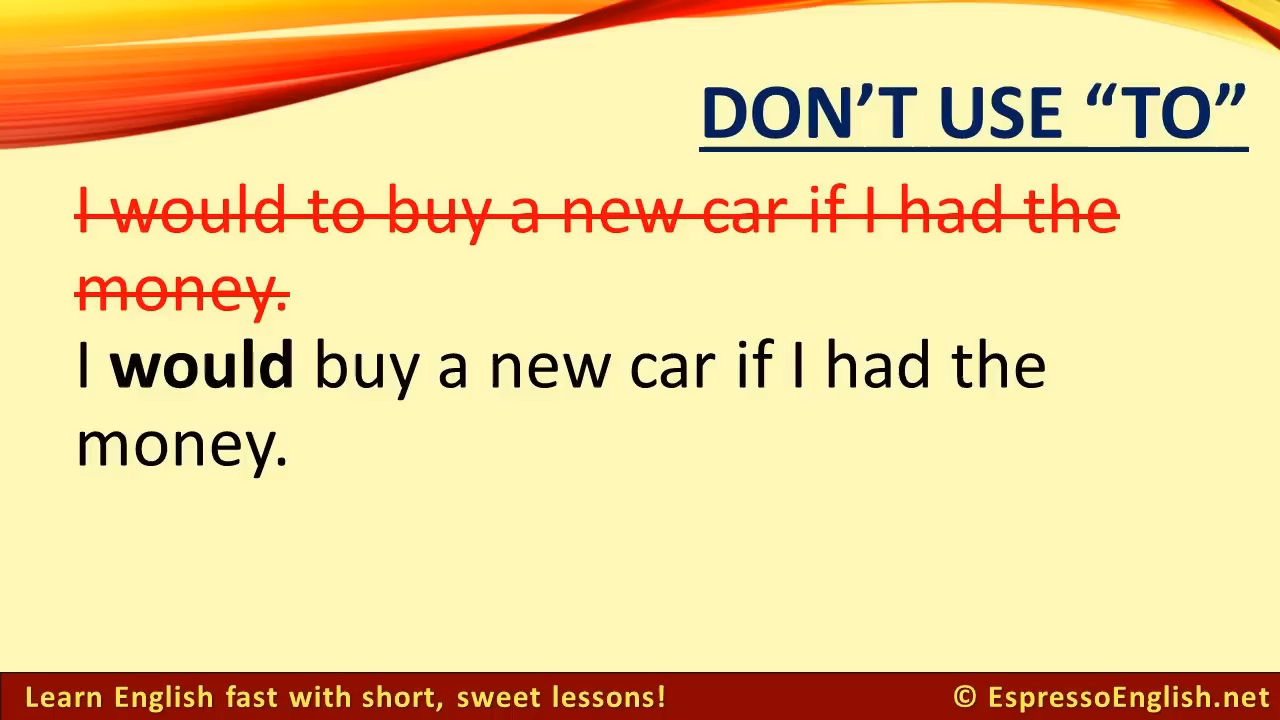 DON’T USE “TO”
I would to buy a new car if I had the
money.
I would buy a new car if I had the
money.
Learn English fast with short, sweet lessons!
© EspressoEnglish.net